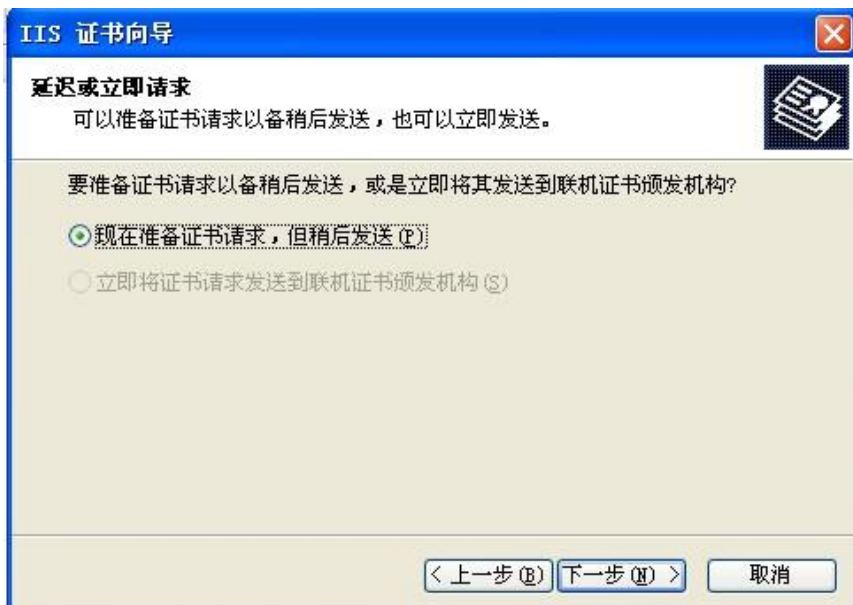 IIS 证书向导
延迟或立即请求
可以准备证书请求以备稍后发送，也可以立即发送。
要准备证书请求以备稍后发送，或是立即将其发送到联机证书颁发机构?
现在准备证书请求，但稍后发送(P)
立即将证书请求发送到联机证书颁发机构(S)
< 上一步(B) 下一步(N) > 取消